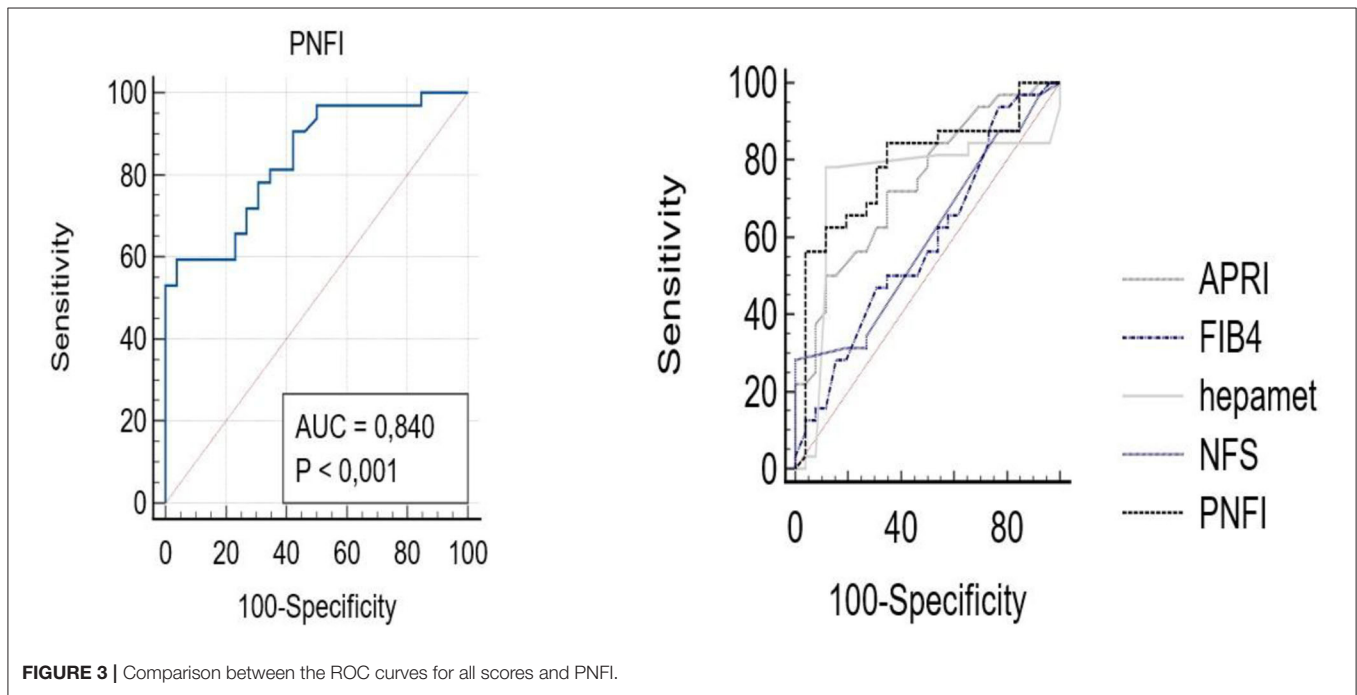 PNFI
100
80
60
40
20
0
Sensitivity
AUC = 0,840
P < 0,001
0 20 40 60 80 100
100-Specificity
100
80
60
40
20
0
Sensitivity
0 40 80
100-Specificity
APRI
FIB4
hepamet
NFS
PNFI
FIGURE 3 | Comparison between the ROC curves for all scores and PNFI.